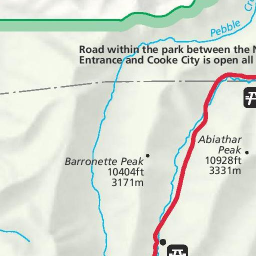 Pebble
Road within the park between the N
Entrance and Cooke City is open all
Abiathar
Peak
10928ft
3331m
Barronette Peak
10404ft
3171m